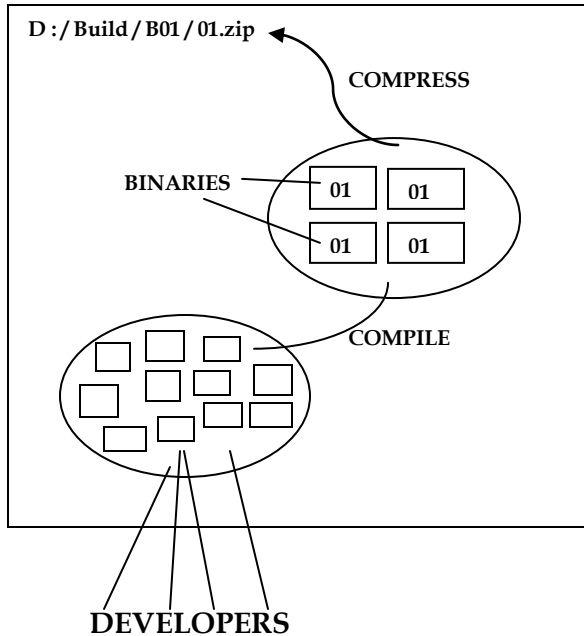 D :/ Build / B01 / 01.zip
COMPRESS
BINARIES
01 01
01 01
COMPILE
DEVELOPERS